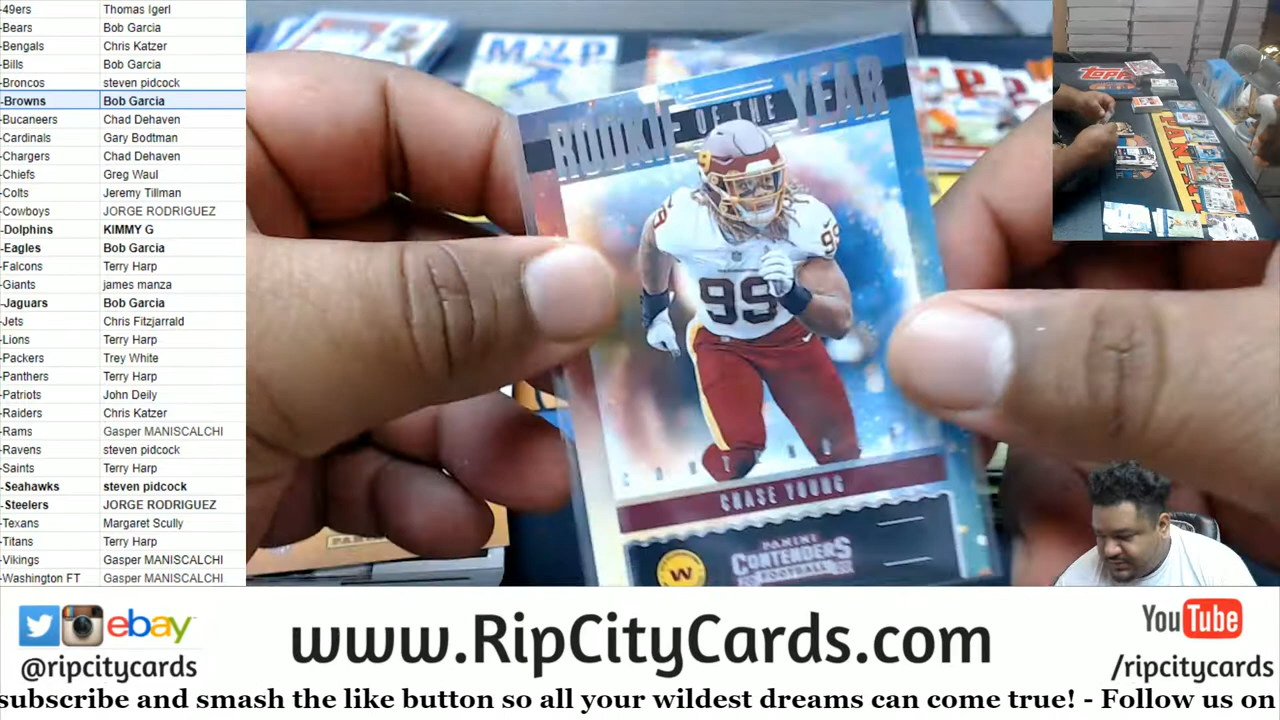 -49ers Thomas Igerl
-Bears Bob Garcia
-Bengals Chris Katzer
-Bills Bob Garcia
-Broncos steven pidcock
-Browns Bob Garcia
-Bucaneers Chad Dehaven
-Cardinals Gary Bodtman
-Chargers Chad Dehaven
-Chiefs Greg Waul
-Colts Jeremy Tillman
-Cowboys JORGE RODRIGUEZ
-Dolphins KIMMY G
-Eagles Bob Garcia
-Falcons Terry Harp
-Giants james manza
-Jaguars Bob Garcia
-Jets Chris Fitzjarrald
-Lions Terry Harp
-Packers Trey White
-Panthers Terry Harp
-Patriots John Deily
-Raiders Chris Katzer
-Rams Gasper MANISCALCHI
-Ravens steven pidcock
-Saints Terry Harp
-Seahawks steven pidcock
-Steelers JORGE RODRIGUEZ
-Texans Margaret Scully
-Titans Terry Harp
-Vikings Gasper MANISCALCHI
-Washington FT Gasper MANISCALCHI
MVP
ROOKIE OF THE YEAR
99
99
99
CONTENDERS
CHASE YOUNG
W
PANINI
CONTENDERS
FOOTBALL
TOPPS
PANINI
ebay
@ripcitycards
www.RipCityCards.com
YouTube
/ripcitycards
subscribe and smash the like button so all your wildest dreams can come true! - Follow us on